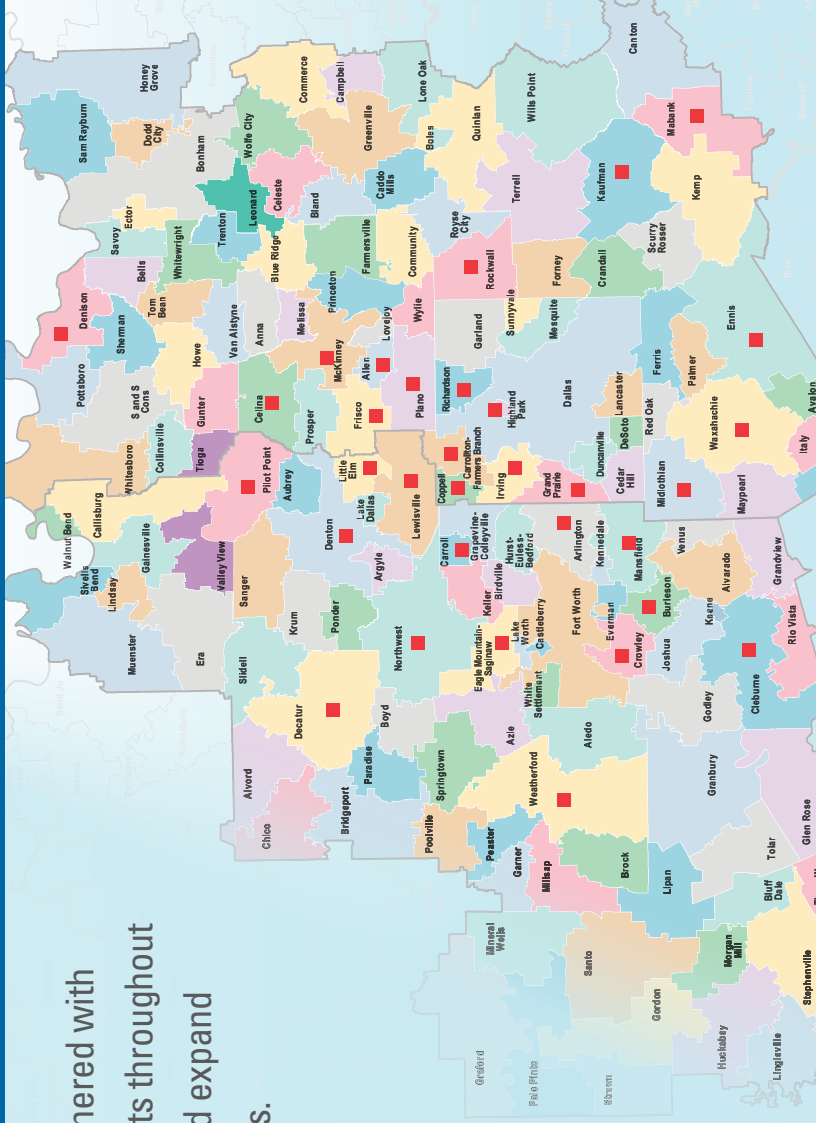 nered with
ts throughout
d expand
s.
Sam Rayburn
Pottsboro
Denison
Walnut Bend
Sivells
Bend
Callisburg
Lindsay
Muenster
Gainesville
Whitesboro
Collinsville
S and S
Cons
Sherman
Savoy
Ector
Bells
Tom
Bean
Dodd
City
Honey
Grove
Bonham
Era
Tioga
Gunter
Howe
Whitewright
Trenton
Valley View
Slidell
Sanger
Pilot Point
Celina
Van Alstyne
Anna
Leonard
Wolfe City
Alvord
Chico
Decatur
Krum
Aubrey
Prosper
Melissa
Blue Ridge
Celeste
Commerce
Bridgeport
Paradise
Boyd
Ponder
Denton
Argyle
Little
Elm
Lake
Dallas
Frisco
McKinney
Allen
Lovejoy
Princeton
Farmersville
Bland
Caddo
Mills
Greenville
Campbell
Poolville
Springtown
Northwest
Lewisville
Plano
Wylie
Community
Royse
City
Boles
Lone Oak
Quinlan
Peaster
Garner
Millsap
Weatherford
Azle
Eagle Mountain-
Saginaw
White
Settlement
Lake
Worth
Castleberry
Keller
Birdville
Carroll
Grapevine-
Colleyville
Hurst-
Euless-
Bedford
Coppell
Carrollton-
Farmers Branch
Irving
Grand
Prairie
Richardson
Highland
Park
Garland
Rockwall
Sunnyvale
Mesquite
Dallas
Forney
Terrell
Wills Point
Mineral
Wells
Graford
Palo Pinto
Strawn
Santo
Gordon
Brock
Lipan
Aledo
Fort Worth
Everman
Crowley
Burleson
Joshua
Arlington
Kennedale
Mansfield
Duncanville
Cedar
Hill
DeSoto
Lancaster
Red Oak
Ferris
Palmer
Crandall
Scurry
Rosser
Kaufman
Kemp
Mabank
Canton
Huckabay
Morgan
Mill
Lingleville
Stephenville
Bluff
Dale
Tolar
Granbury
Glen Rose
Godley
Cleburne
Keene
Rio Vista
Venus
Alvarado
Grandview
Midlothian
Maypearl
Waxahachie
Ennis
Italy
Avalon